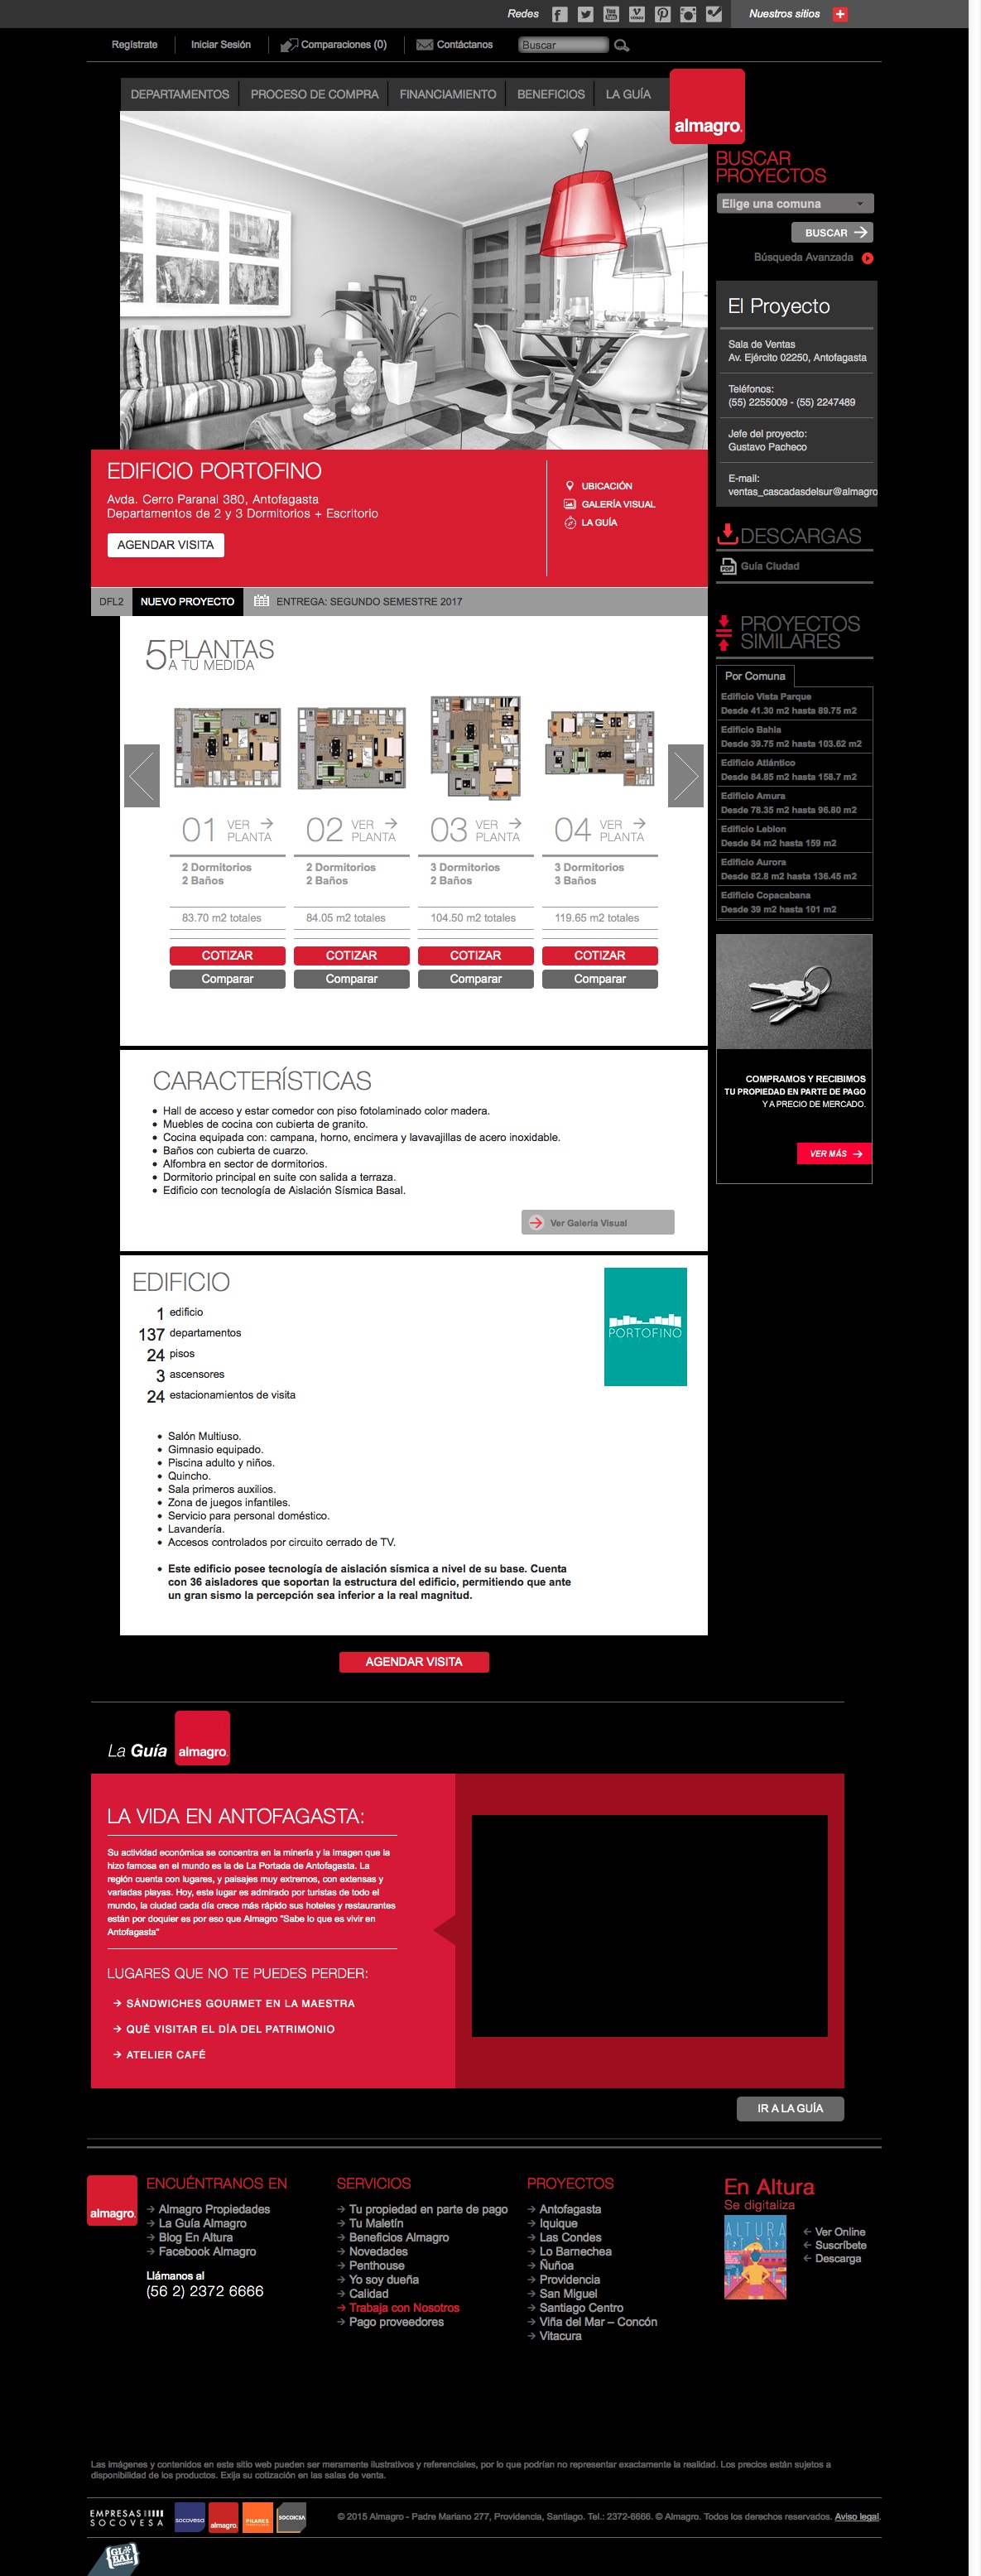 Redes
Nuestros sitios
Regístrate
Iniciar Sesión
Comparaciones (0)
Contáctanos
Buscar
DEPARTAMENTOS
PROCESO DE COMPRA
FINANCIAMIENTO
BENEFICIOS
LA GUÍA
almagro.
BUSCAR
PROYECTOS
Elige una comuna
BUSCAR
Búsqueda Avanzada
El Proyecto
Sala de Ventas
Av. Ejército 02250, Antofagasta
Teléfonos:
(55) 2255009 - (55) 2247489
Jefe del proyecto:
Gustavo Pacheco
E-mail:
ventas_cascadasdelsur@almagro
EDIFICIO PORTOFINO
Avda. Cerro Paranal 380, Antofagasta
Departamentos de 2 y 3 Dormitorios + Escritorio
AGENDAR VISITA
UBICACIÓN
GALERÍA VISUAL
LA GUÍA
DFL2
NUEVO PROYECTO
ENTREGA: SEGUNDO SEMESTRE 2017
DESCARGAS
PDF
Guía Ciudad
PROYECTOS
SIMILARES
Por Comuna
Edificio Vista Parque
Desde 41.30 m2 hasta 89.75 m2
Edificio Bahía
Desde 39.75 m2 hasta 103.62 m2
Edificio Atlántico
Desde 84.85 m2 hasta 158.7 m2
Edificio Amura
Desde 78.35 m2 hasta 96.80 m2
Edificio Leblon
Desde 84 m2 hasta 159 m2
Edificio Aurora
Desde 82.8 m2 hasta 136.45 m2
Edificio Copacabana
Desde 39 m2 hasta 101 m2
5 PLANTAS
A TU MEDIDA
01 VER PLANTA
02 VER PLANTA
03 VER PLANTA
04 VER PLANTA
2 Dormitorios
2 Baños
2 Dormitorios
2 Baños
3 Dormitorios
2 Baños
3 Dormitorios
3 Baños
83.70 m2 totales
84.05 m2 totales
104.50 m2 totales
119.65 m2 totales
COTIZAR
COTIZAR
COTIZAR
COTIZAR
Comparar
Comparar
Comparar
Comparar
COMPRAMOS Y RECIBIMOS
TU PROPIEDAD EN PARTE DE PAGO
Y A PRECIO DE MERCADO.
VER MÁS
CARACTERÍSTICAS
Hall de acceso y estar comedor con piso fotolaminado color madera.
Muebles de cocina con cubierta de granito.
Cocina equipada con: campana, horno, encimera y lavavajillas de acero inoxidable.
Baños con cubierta de cuarzo.
Alfombra en sector de dormitorios.
Dormitorio principal en suite con salida a terraza.
Edificio con tecnología de Aislación Sísmica Basal.
Ver Galería Visual
EDIFICIO
1 edificio
137 departamentos
24 pisos
3 ascensores
24 estacionamientos de visita
PORTOFINO
Salón Multiuso.
Gimnasio equipado.
Piscina adulto y niños.
Quincho.
Sala primeros auxilios.
Zona de juegos infantiles.
Servicio para personal doméstico.
Lavandería.
Accesos controlados por circuito cerrado de TV.
Este edificio posee tecnología de aislación sísmica a nivel de su base. Cuenta
con 36 aisladores que soportan la estructura del edificio, permitiendo que ante
un gran sismo la percepción sea inferior a la real magnitud.
AGENDAR VISITA
La Guía
almagro.
LA VIDA EN ANTOFAGASTA:
Su actividad económica se concentra en la minería y la imagen que la
hizo famosa en el mundo es la de La Portada de Antofagasta. La
región cuenta con lugares, y paisajes muy extremos, con extensas y
variadas playas. Hoy, este lugar es admirado por turistas de todo el
mundo, la ciudad cada día crece más rápido sus hoteles y restaurantes
están por doquier es por eso que Almagro "Sabe lo que es vivir en
Antofagasta"
LUGARES QUE NO TE PUEDES PERDER:
SÁNDWICHES GOURMET EN LA MAESTRA
QUÉ VISITAR EL DÍA DEL PATRIMONIO
ATELIER CAFÉ
IR A LA GUÍA
almagro.
ENCUÉNTRANOS EN
Almagro Propiedades
La Guía Almagro
Blog En Altura
Facebook Almagro
Llámanos al
(56 2) 2372 6666
SERVICIOS
Tu propiedad en parte de pago
Tu Maletín
Beneficios Almagro
Novedades
Penthouse
Yo soy dueña
Calidad
Trabaja con Nosotros
Pago proveedores
PROYECTOS
Antofagasta
Iquique
Las Condes
Lo Barnechea
Ñuñoa
Providencia
San Miguel
Santiago Centro
Viña del Mar – Concón
Vitacura
En Altura
Se digitaliza
ALTURA
Ver Online
Suscríbete
Descarga
Las imágenes y contenidos en este sitio web pueden ser meramente ilustrativos y referenciales, por lo que podrían no representar exactamente la realidad. Los precios están sujetos a
disponibilidad de los productos. Exija su cotización en las salas de venta.
EMPRESAS
SOCOVESA
socovesa
almagro.
PILARES
SOCOICSA
© 2015 Almagro - Padre Mariano 277, Providencia, Santiago. Tel.: 2372-6666. © Almagro. Todos los derechos reservados. Aviso legal.
GLOBAL